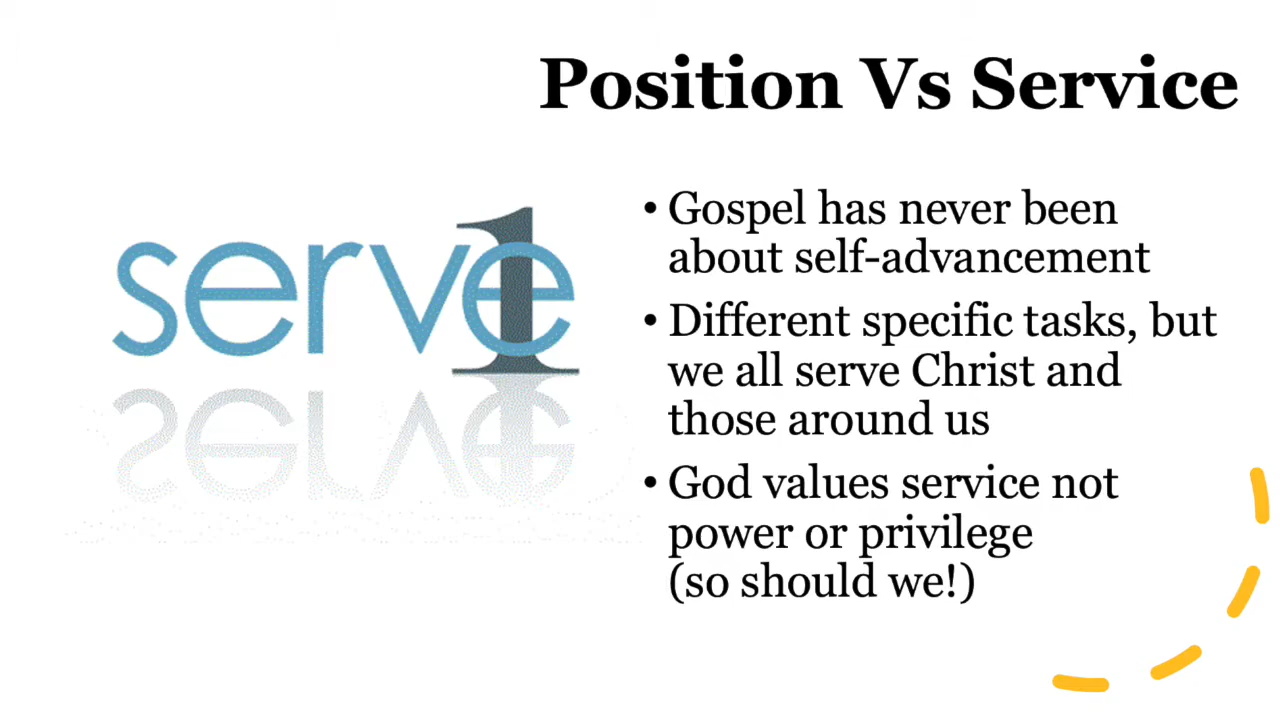 Position Vs Service
serve1
• Gospel has never been
about self-advancement
• Different specific tasks, but
we all serve Christ and
those around us
• God values service not
power or privilege
(so should we!)